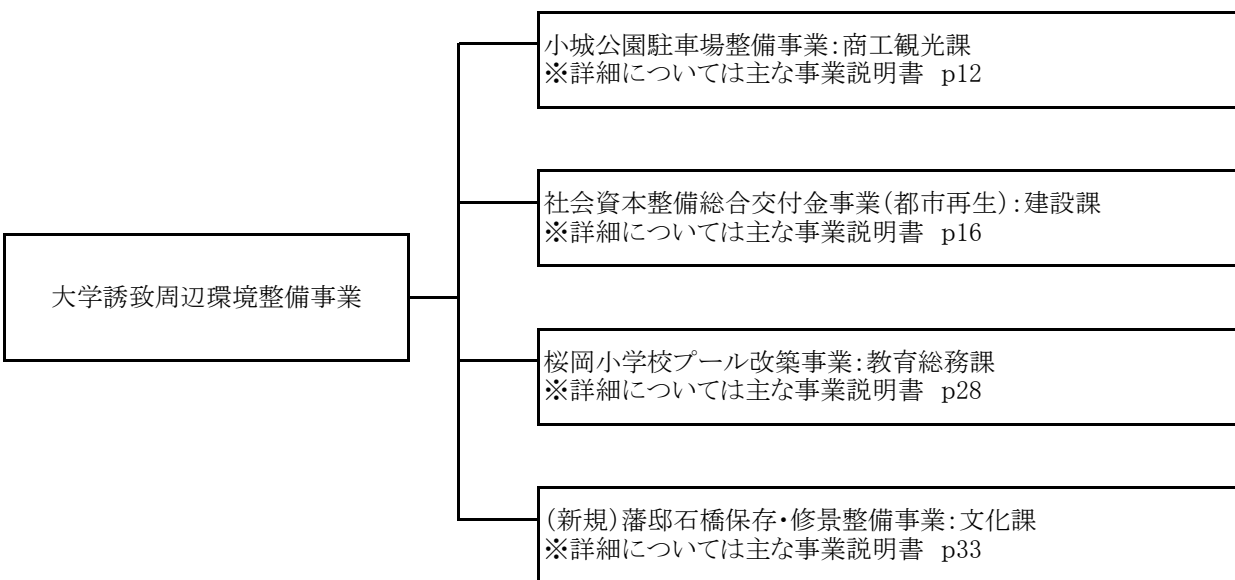 小城公園駐車場整備事業：商工観光課
※詳細については主な事業説明書　p12
社会資本整備総合交付金事業（都市再生）：建設課
※詳細については主な事業説明書　p16
大学誘致周辺環境整備事業
桜岡小学校プール改築事業：教育総務課
※詳細については主な事業説明書　p28
（新規）藩邸石橋保存・修景整備事業：文化課
※詳細については主な事業説明書　p33